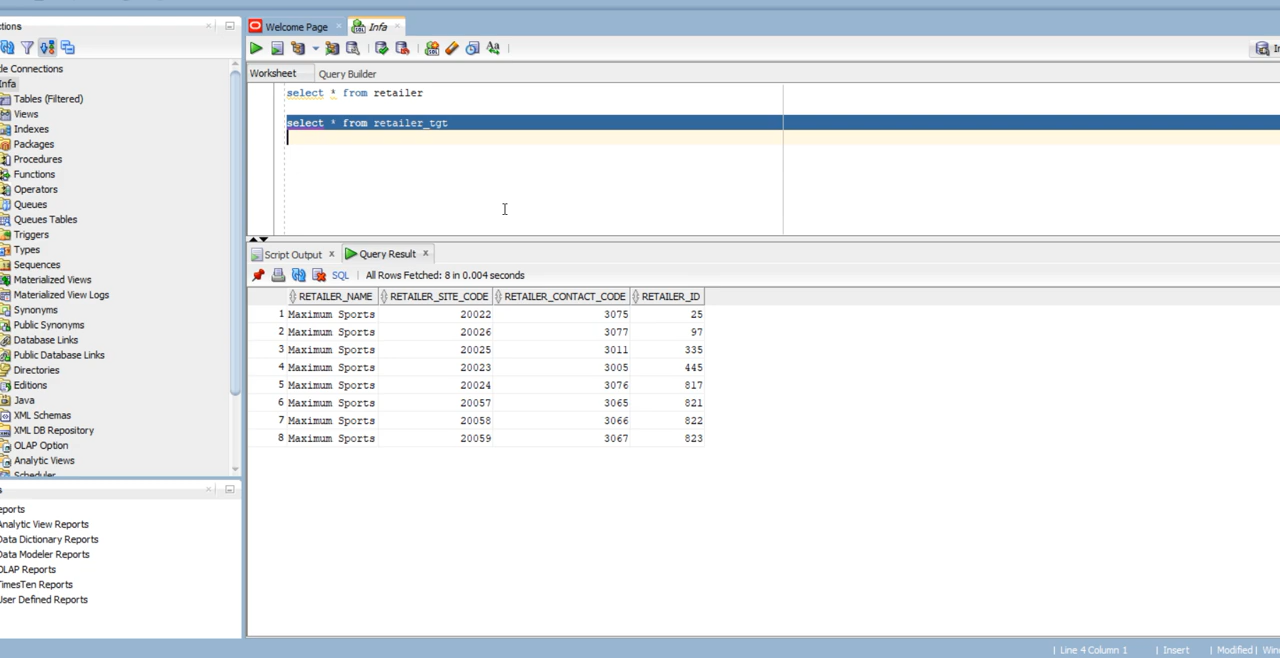 ctions
le Connections
Infa
Tables (Filtered)
Views
Indexes
Packages
Procedures
Functions
Operators
Queues
Queues Tables
Triggers
Types
Sequences
Materialized Views
Materialized View Logs
Synonyms
Public Synonyms
Database Links
Public Database Links
Directories
Editions
Java
XML Schemas
XML DB Repository
OLAP Option
Analytic Views
Scheduler
s
eports
Analytic View Reports
Data Dictionary Reports
Data Modeler Reports
OLAP Reports
TimesTen Reports
User Defined Reports
Welcome Page Infa
Worksheet Query Builder
select * from retailer
select * from retailer_tgt
Script Output Query Result
SQL All Rows Fetched: 8 in 0.004 seconds
RETAILER_NAME RETAILER_SITE_CODE RETAILER_CONTACT_CODE RETAILER_ID
1 Maximum Sports 20022 3075 25
2 Maximum Sports 20026 3077 97
3 Maximum Sports 20025 3011 335
4 Maximum Sports 20023 3005 445
5 Maximum Sports 20024 3076 817
6 Maximum Sports 20057 3065 821
7 Maximum Sports 20058 3066 822
8 Maximum Sports 20059 3067 823
Line 4 Column 1 | Insert | Modified | Win